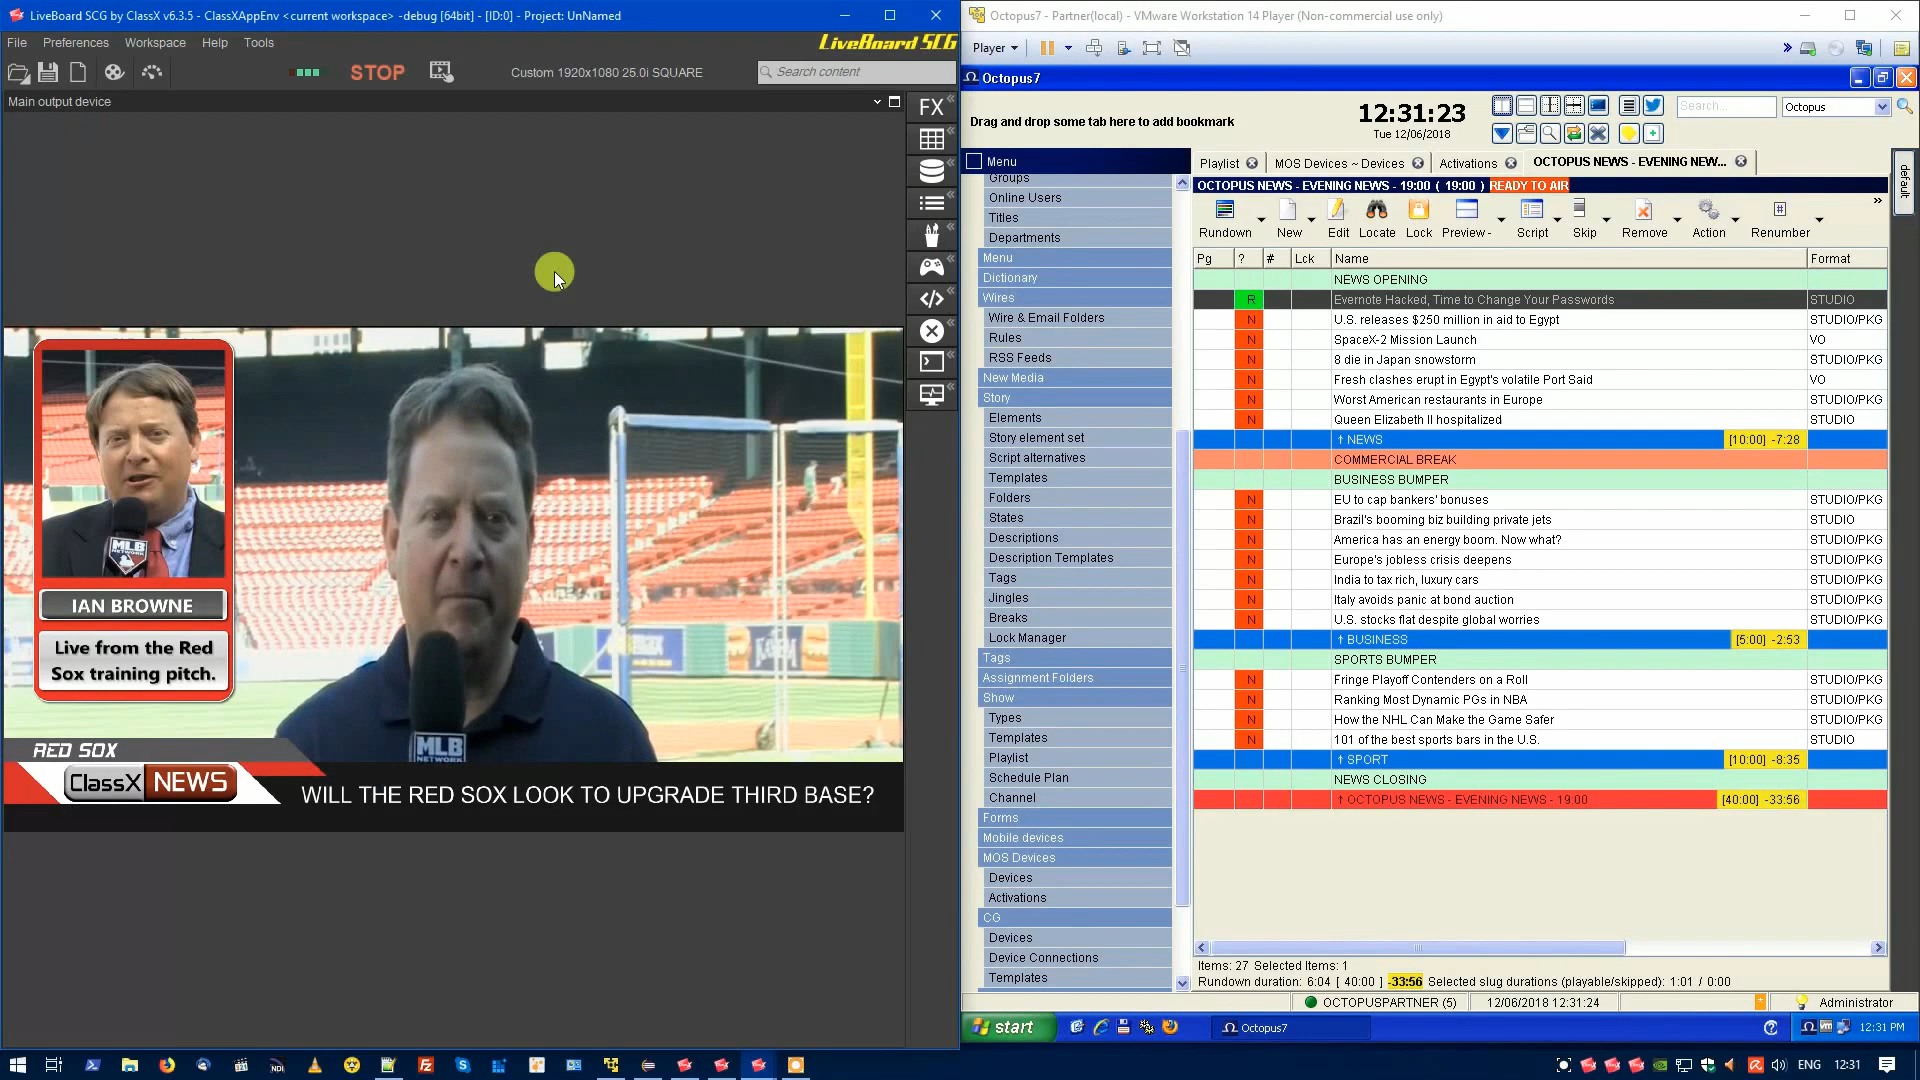 LiveBoard SCG by ClassX v6.3.5 - ClassXAppEnv <current workspace> -debug [64bit] - [ID:0] - Project: UnNamed
File Preferences Workspace Help Tools
LiveBoard SCG
STOP
Custom 1920x1080 25.0i SQUARE
Search content
Main output device
FX
MLB
NETWORK
IAN BROWNE
Live from the Red
Sox training pitch.
MLB
NETWORK
RED SOX
ClassX NEWS
WILL THE RED SOX LOOK TO UPGRADE THIRD BASE?
Octopus7 - Partner(local) - VMware Workstation 14 Player (Non-commercial use only)
Player
Octopus7
Drag and drop some tab here to add bookmark
12:31:23
Tue 12/06/2018
Search...
Octopus
Menu
Groups
Online Users
Titles
Departments
Menu
Dictionary
Wires
Wire & Email Folders
Rules
RSS Feeds
New Media
Story
Elements
Story element set
Script alternatives
Templates
Folders
States
Descriptions
Description Templates
Tags
Jingles
Breaks
Lock Manager
Tags
Assignment Folders
Show
Types
Templates
Playlist
Schedule Plan
Channel
Forms
Mobile devices
MOS Devices
Devices
Activations
CG
Devices
Device Connections
Templates
Playlist MOS Devices ~ Devices Activations OCTOPUS NEWS - EVENING NEW...
default
OCTOPUS NEWS - EVENING NEWS - 19:00 ( 19:00 ) READY TO AIR
Rundown New Edit Locate Lock Preview - Script Skip Remove Action Renumber
Pg ? # Lck Name Format
NEWS OPENING
R Evernote Hacked, Time to Change Your Passwords STUDIO
N U.S. releases $250 million in aid to Egypt STUDIO/PKG
N SpaceX-2 Mission Launch VO
N 8 die in Japan snowstorm STUDIO/PKG
N Fresh clashes erupt in Egypt's volatile Port Said VO
N Worst American restaurants in Europe STUDIO/PKG
N Queen Elizabeth II hospitalized STUDIO
↑ NEWS [10:00] -7:28
COMMERCIAL BREAK
BUSINESS BUMPER
N EU to cap bankers' bonuses STUDIO/PKG
N Brazil's booming biz building private jets STUDIO
N America has an energy boom. Now what? STUDIO/PKG
N Europe's jobless crisis deepens STUDIO/PKG
N India to tax rich, luxury cars STUDIO/PKG
N Italy avoids panic at bond auction STUDIO/PKG
N U.S. stocks flat despite global worries STUDIO/PKG
↑ BUSINESS [5:00] -2:53
SPORTS BUMPER
N Fringe Playoff Contenders on a Roll STUDIO/PKG
N Ranking Most Dynamic PGs in NBA STUDIO/PKG
N How the NHL Can Make the Game Safer STUDIO/PKG
N 101 of the best sports bars in the U.S. STUDIO
↑ SPORT [10:00] -8:35
NEWS CLOSING
↑ OCTOPUS NEWS - EVENING NEWS - 19:00 [40:00] -33:56
Items: 27 Selected Items: 1
Rundown duration: 6:04 [ 40:00 ] -33:56 Selected slug durations (playable/skipped): 1:01 / 0:00
OCTOPUSPARTNER (5) 12/06/2018 12:31:24 Administrator
start Octopus7 12:31 PM
ENG 12:31